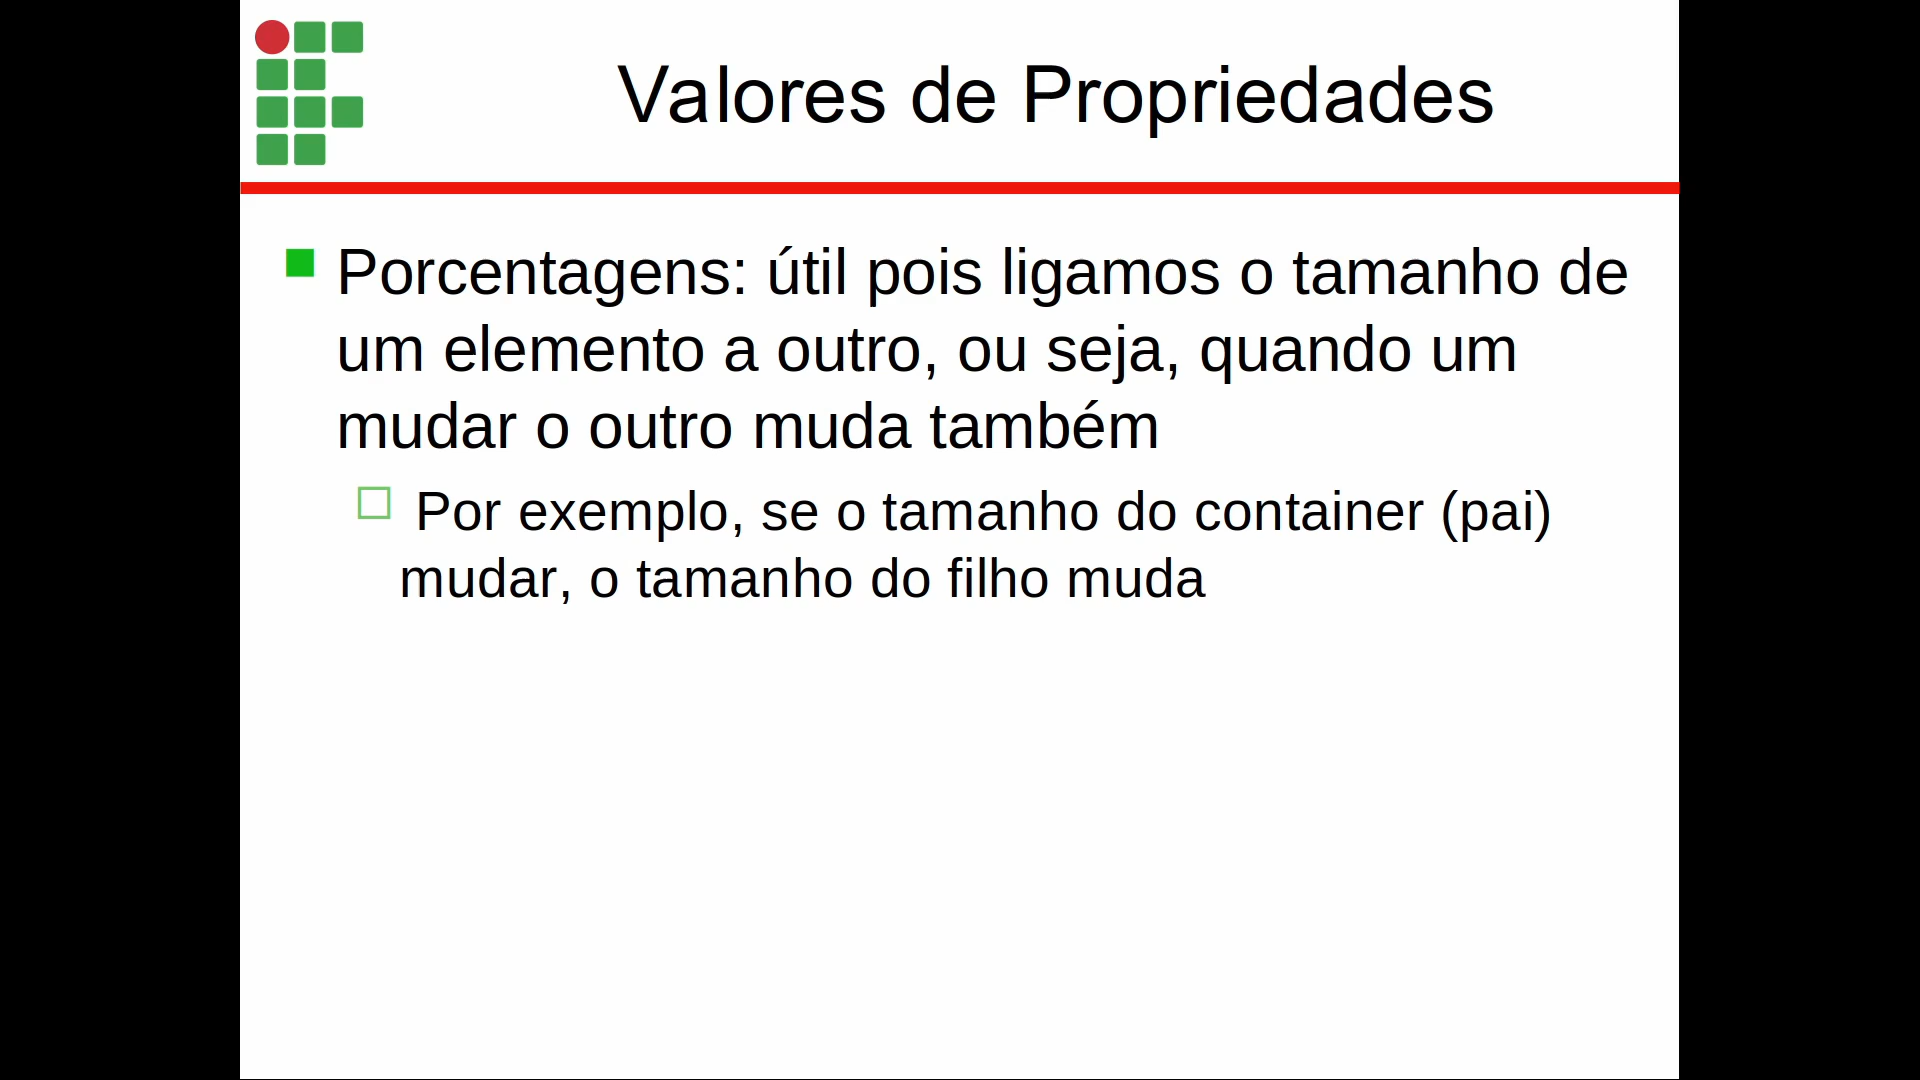 Valores de Propriedades
Porcentagens: útil pois ligamos o tamanho de
um elemento a outro, ou seja, quando um
mudar o outro muda também
Por exemplo, se o tamanho do container (pai)
mudar, o tamanho do filho muda